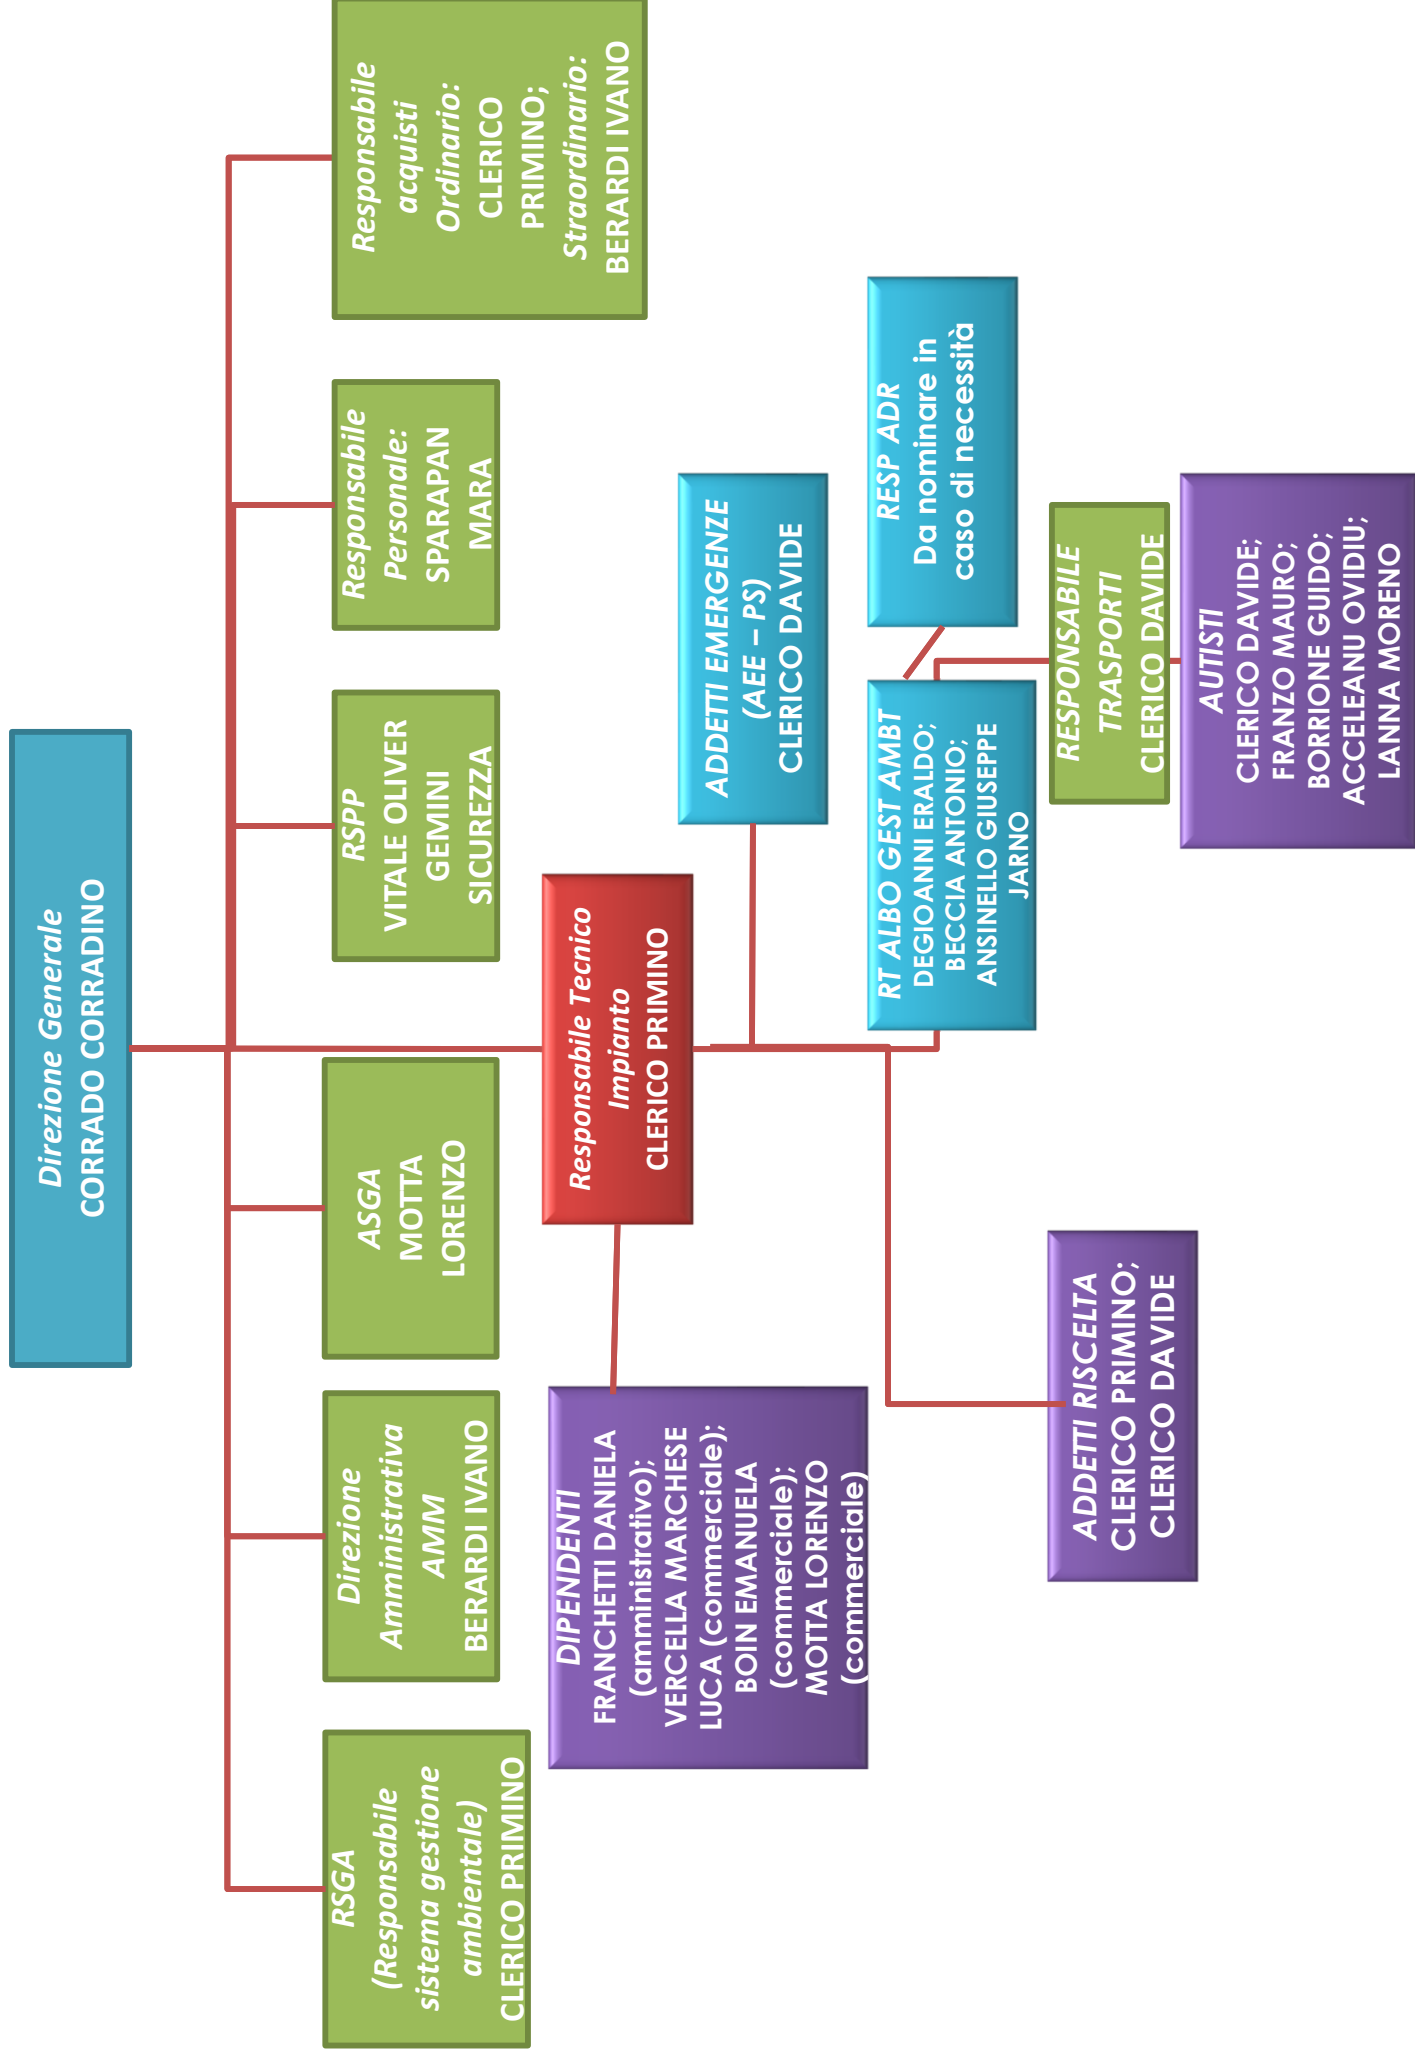 Direzione Generale
CORRADO CORRADINO
RSGA
(Responsabile
sistema gestione
ambientale)
CLERICO PRIMINO
Direzione
Amministrativa
AMM
BERARDI IVANO
ASGA
MOTTA
LORENZO
RSPP
VITALE OLIVER
GEMINI
SICUREZZA
Responsabile
Personale:
SPARAPAN
MARA
Responsabile
acquisti
Ordinario:
CLERICO
PRIMINO;
Straordinario:
BERARDI IVANO
Responsabile Tecnico
Impianto
CLERICO PRIMINO
DIPENDENTI
FRANCHETTI DANIELA
(amministrativo);
VERCELLA MARCHESE
LUCA (commerciale);
BOIN EMANUELA
(commerciale);
MOTTA LORENZO
(commerciale)
ADDETTI EMERGENZE
(AEE – PS)
CLERICO DAVIDE
RT ALBO GEST AMBT
DEGIOANNI ERALDO;
BECCIA ANTONIO;
ANSINELLO GIUSEPPE
JARNO
RESP ADR
Da nominare in
caso di necessità
RESPONSABILE
TRASPORTI
CLERICO DAVIDE
ADDETTI RISCELTA
CLERICO PRIMINO;
CLERICO DAVIDE
AUTISTI
CLERICO DAVIDE;
FRANZO MAURO;
BORRIONE GUIDO;
ACCELEANU OVIDIU;
LANNA MORENO